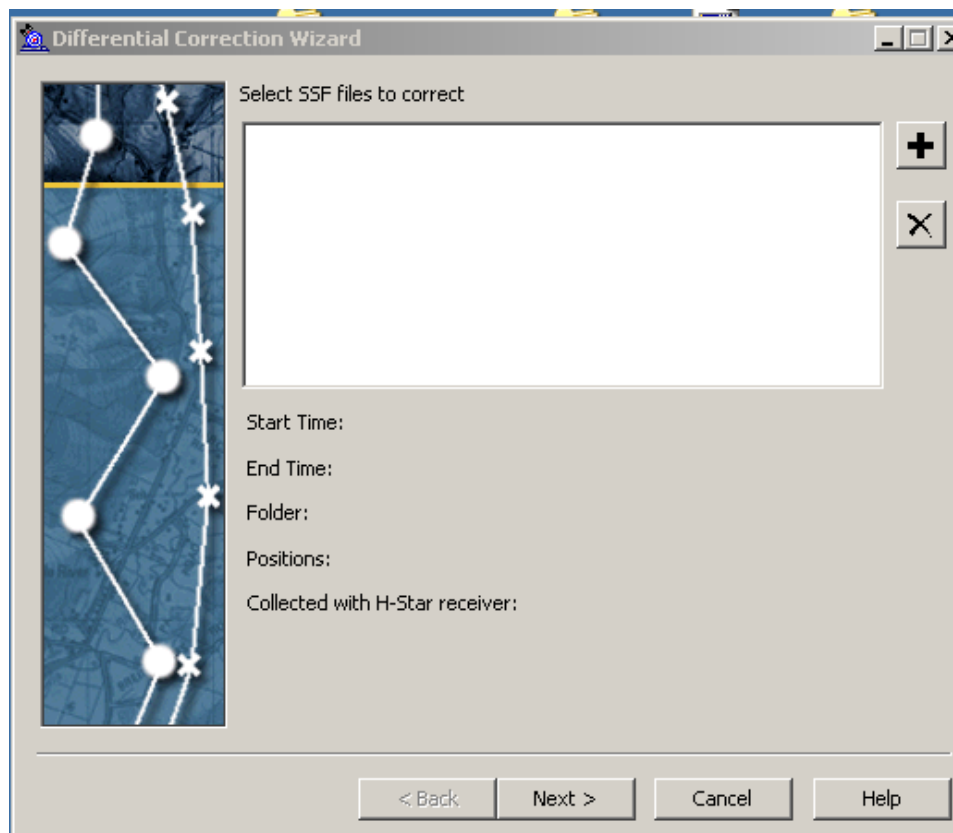 Differential Correction Wizard
Select SSF files to correct
Start Time:
End Time:
Folder:
Positions:
Collected with H-Star receiver:
< Back Next > Cancel Help